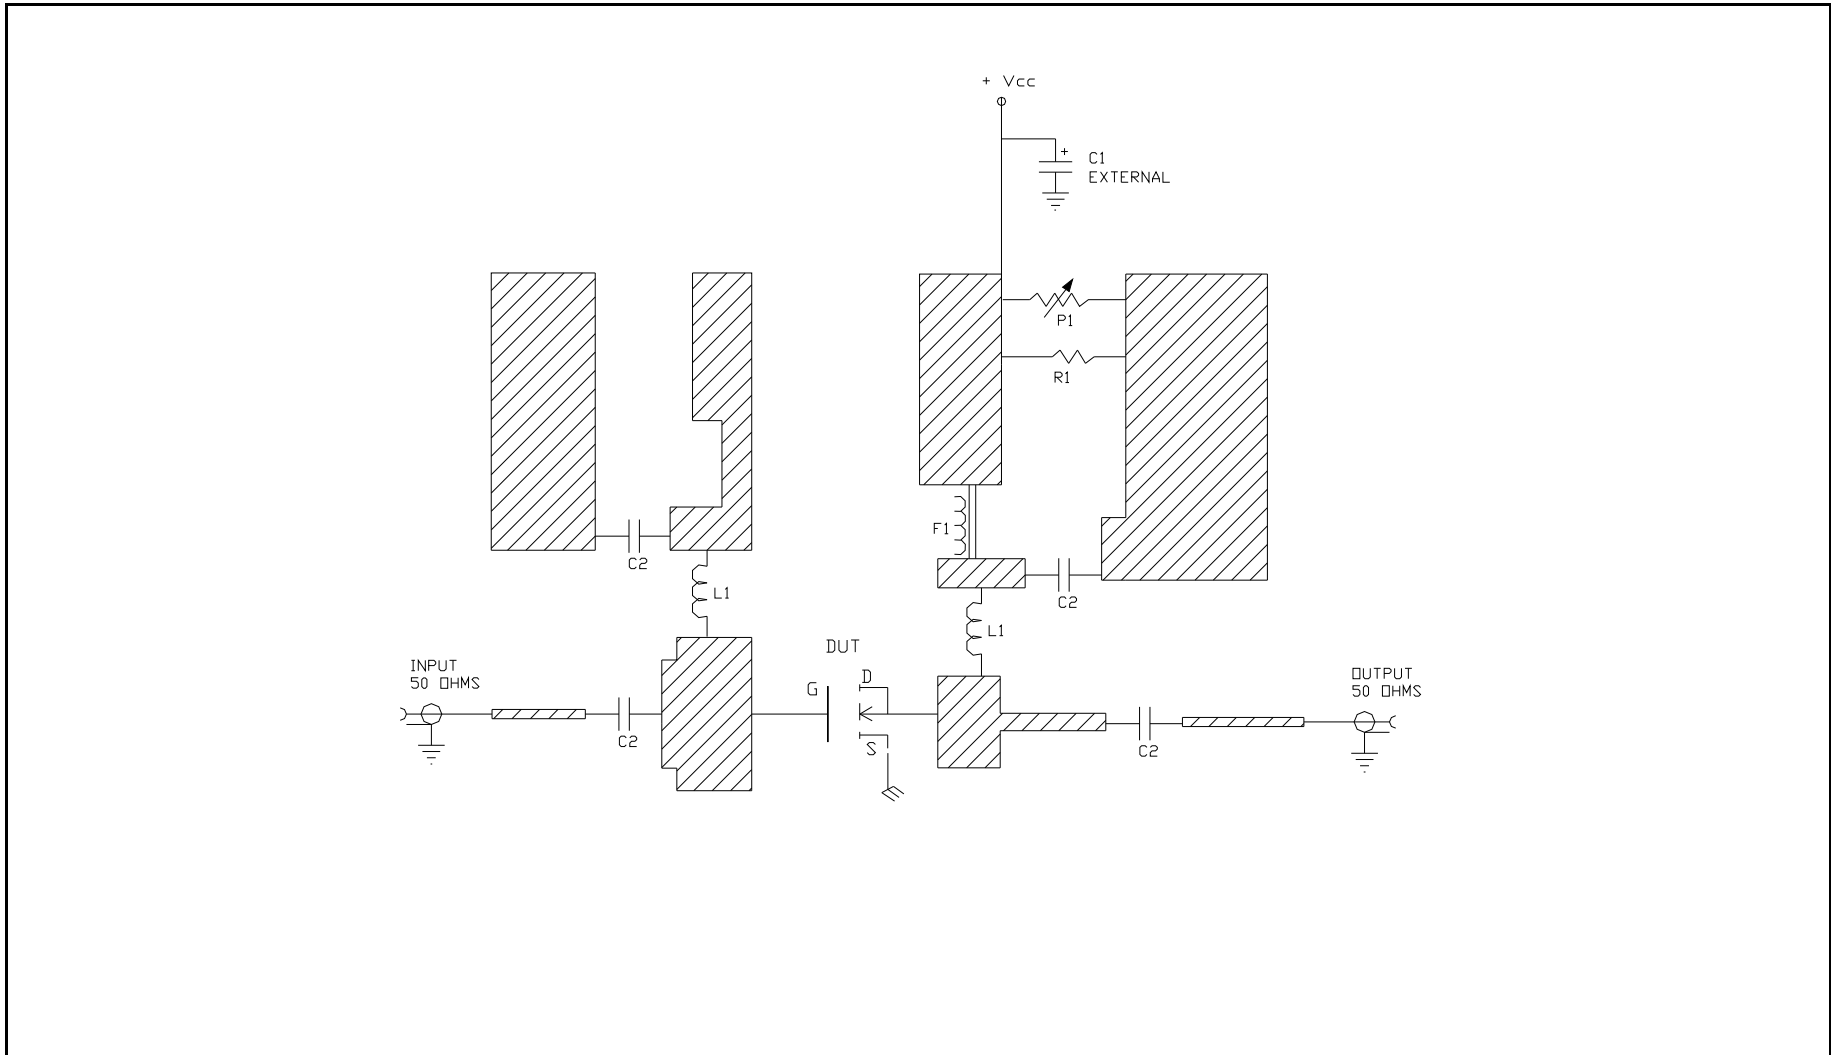 + Vcc
+
C1
EXTERNAL
P1
R1
F1
C2
C2
L1
L1
DUT
INPUT
50 OHMS
G
D
S
OUTPUT
50 OHMS
C2
C2